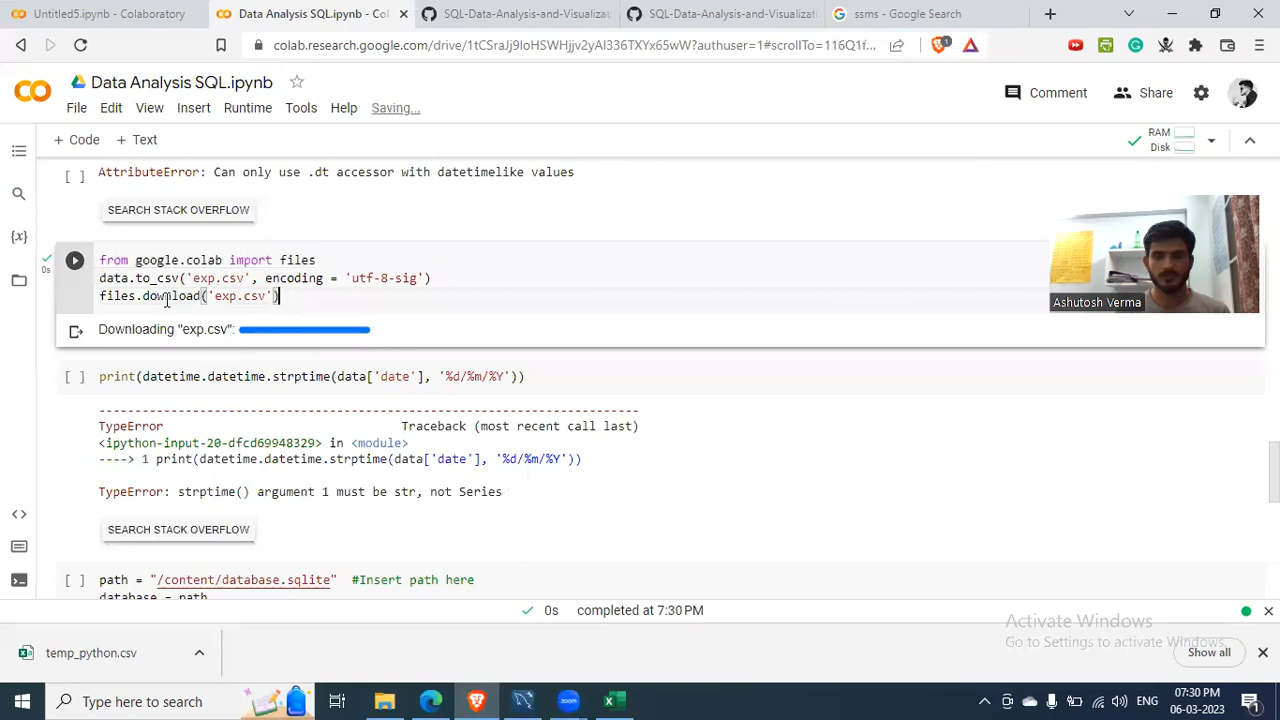 Untitled5.ipynb - Colaboratory
Data Analysis SQL.ipynb - Col
SQL-Data-Analysis-and-Visualizat
SQL-Data-Analysis-and-Visualizati
ssms - Google Search
colab.research.google.com/drive/1tCSraJj9IoHSWHjjv2yAI336TXYx65wW?authuser=1#scrollTo=116Q1f...
1
Data Analysis SQL.ipynb
File Edit View Insert Runtime Tools Help Saving...
Comment
Share
+ Code + Text
RAM
Disk
[ ] AttributeError: Can only use .dt accessor with datetimelike values
SEARCH STACK OVERFLOW
0s
from google.colab import files
data.to_csv('exp.csv', encoding = 'utf-8-sig')
files.download('exp.csv')
Ashutosh Verma
Downloading "exp.csv":
[ ] print(datetime.datetime.strptime(data['date'], '%d/%m/%Y'))
---------------------------------------------------------------------------
TypeError Traceback (most recent call last)
<ipython-input-20-dfcd69948329> in <module>
----> 1 print(datetime.datetime.strptime(data['date'], '%d/%m/%Y'))
TypeError: strptime() argument 1 must be str, not Series
SEARCH STACK OVERFLOW
[ ] path = "/content/database.sqlite" #Insert path here
database = path
0s completed at 7:30 PM
Activate Windows
Go to Settings to activate Windows.
temp_python.csv
Show all
Type here to search
ENG
07:30 PM
06-03-2023
1